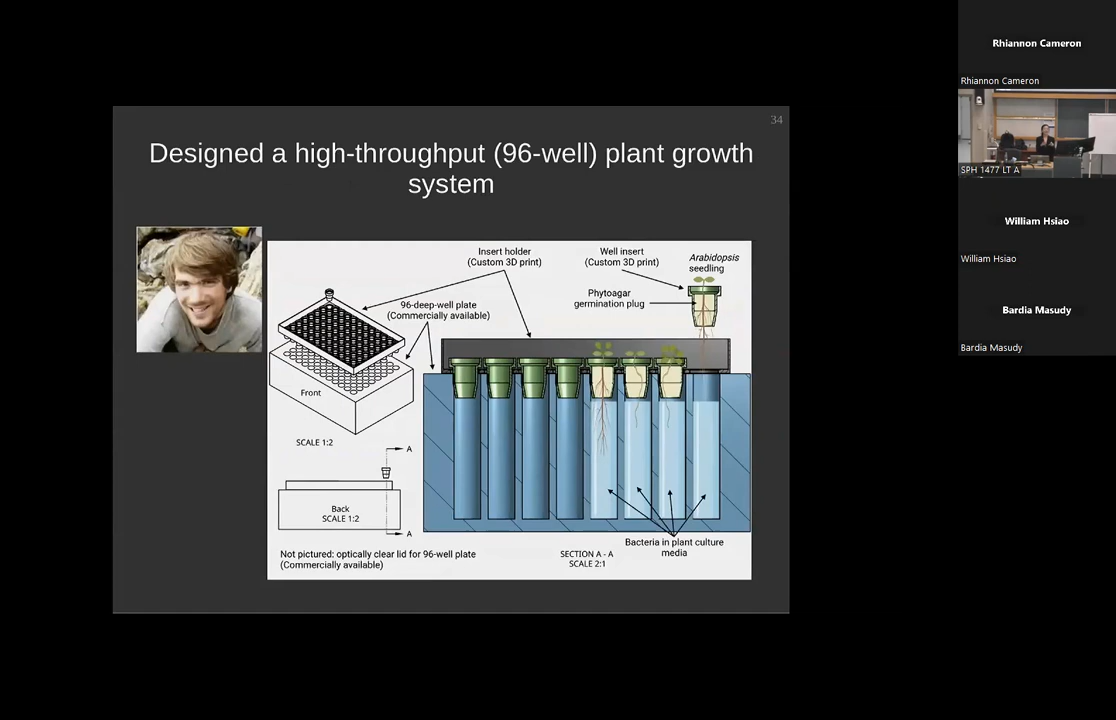 34
Designed a high-throughput (96-well) plant growth
system
Insert holder
(Custom 3D print)
Well insert
(Custom 3D print)
Arabidopsis
seedling
Phytoagar
germination plug
96-deep-well plate
(Commercially available)
Front
SCALE 1:2
A
Back
SCALE 1:2
A
Not pictured: optically clear lid for 96-well plate
(Commercially available)
SECTION A - A
SCALE 2:1
Bacteria in plant culture
media
Rhiannon Cameron
Rhiannon Cameron
SPH 1477 LT A
William Hsiao
William Hsiao
Bardia Masudy
Bardia Masudy